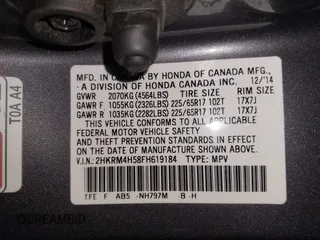 MFD. IN CANADA BY HONDA OF CANADA MFG.,
A DIVISION OF HONDA CANADA INC. 12/14
GVWR 2070KG (4564LBS) TIRE SIZE RIM SIZE
GAWR F 1055KG (2326LBS) 225/65R17 102T 17X7J
GAWR R 1035KG (2282LBS) 225/65R17 102T 17X7J
THIS VEHICLE CONFORMS TO ALL APPLICABLE
FEDERAL MOTOR VEHICLE SAFETY
AND THEFT PREVENTION STANDARDS IN EFFECT
ON THE DATE OF MANUFACTURE SHOWN ABOVE.
V.I.N.: 2HKRM4H58FH619184 TYPE: MPV
TFE F AB5 -NH797M -B -H
T0A A4